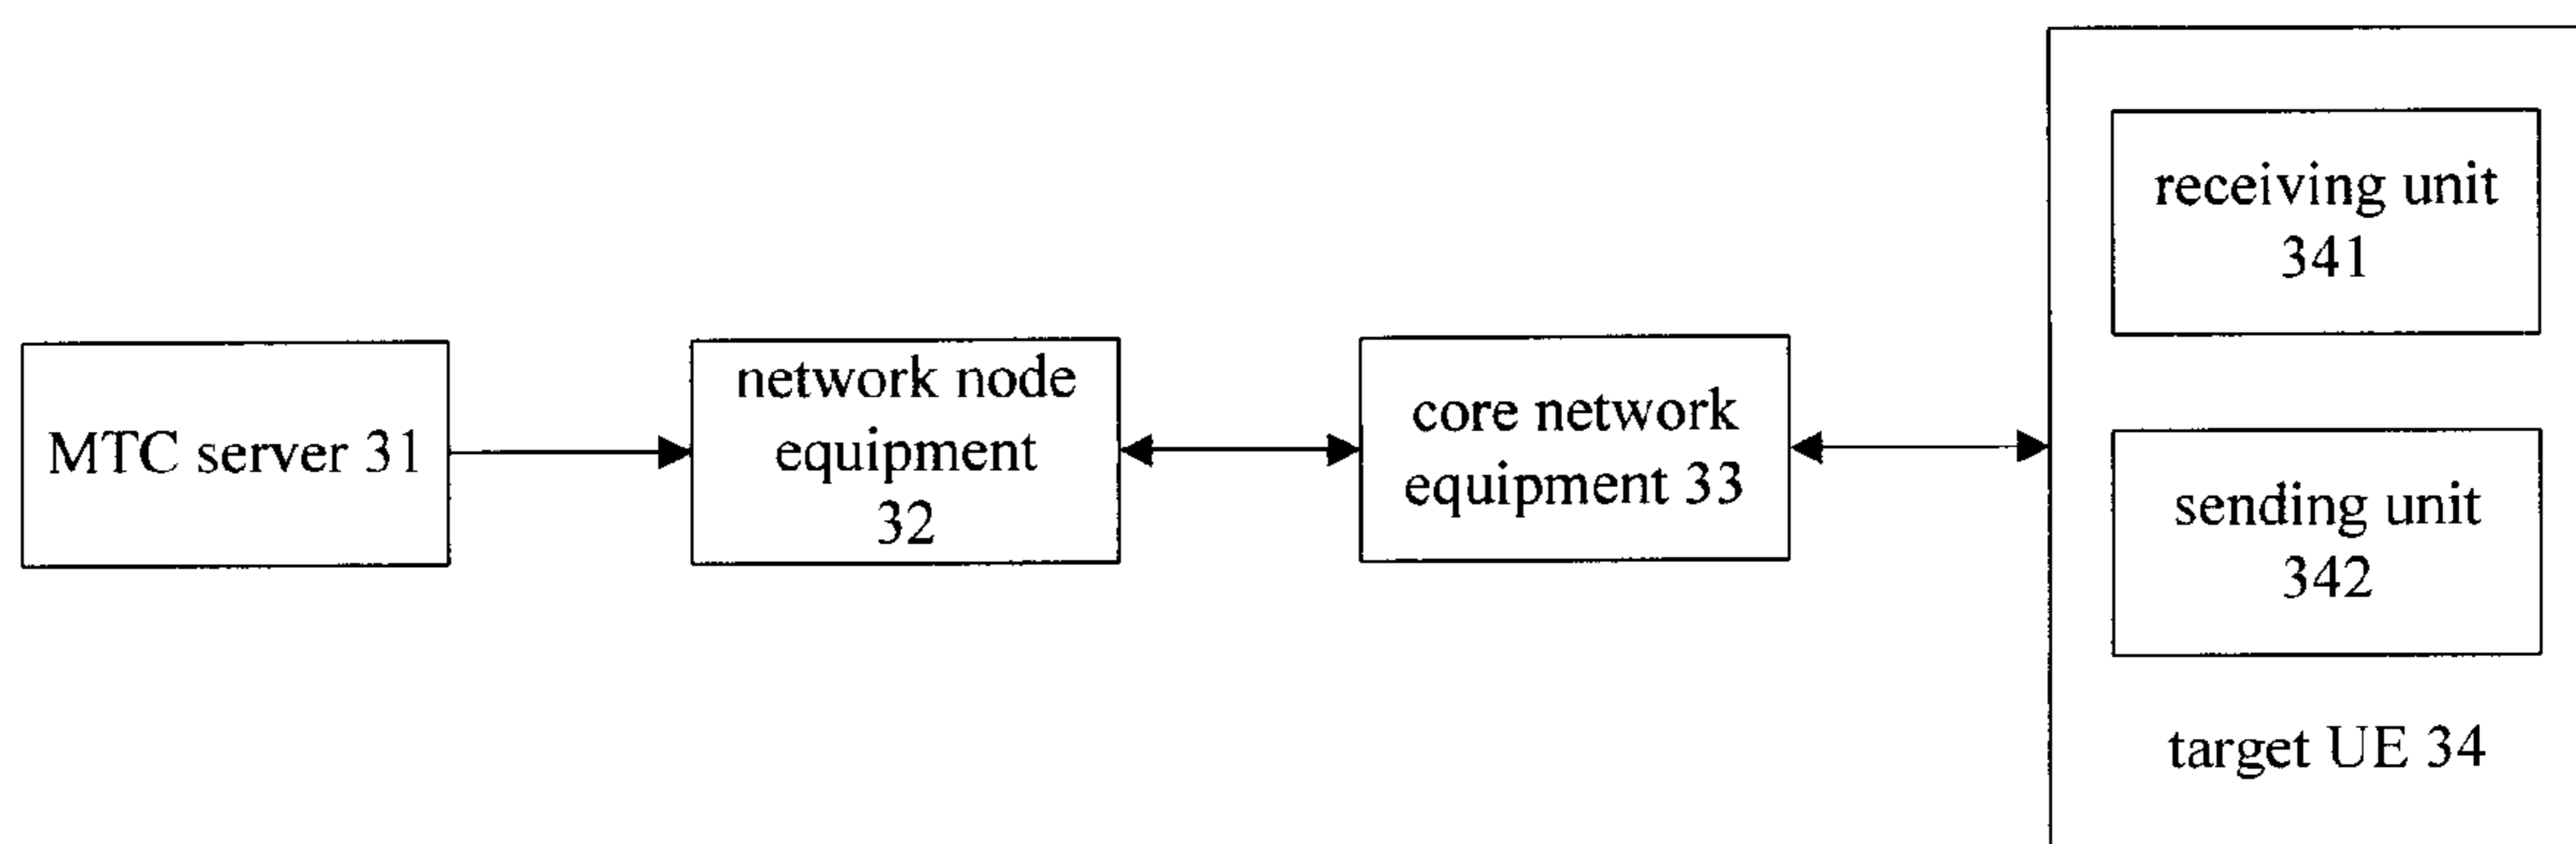 MTC server 31
network node
equipment
32
core network
equipment 33
receiving unit
341
sending unit
342
target UE 34